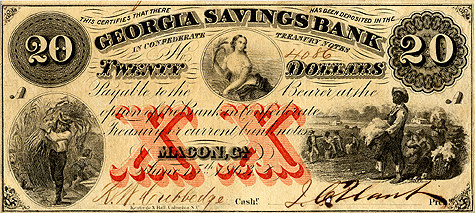 THIS CERTIFIES THAT THERE HAS BEEN DEPOSITED IN THE
GEORGIA SAVINGS BANK
20 IN CONFEDERATE TREASURY NOTES 20
TWENTY DOLLARS
Payable to the Bearer at the
option of the Bank in Confederate
Treasury or current bank notes
X X
MACON, GA
Cash.r Pres.t